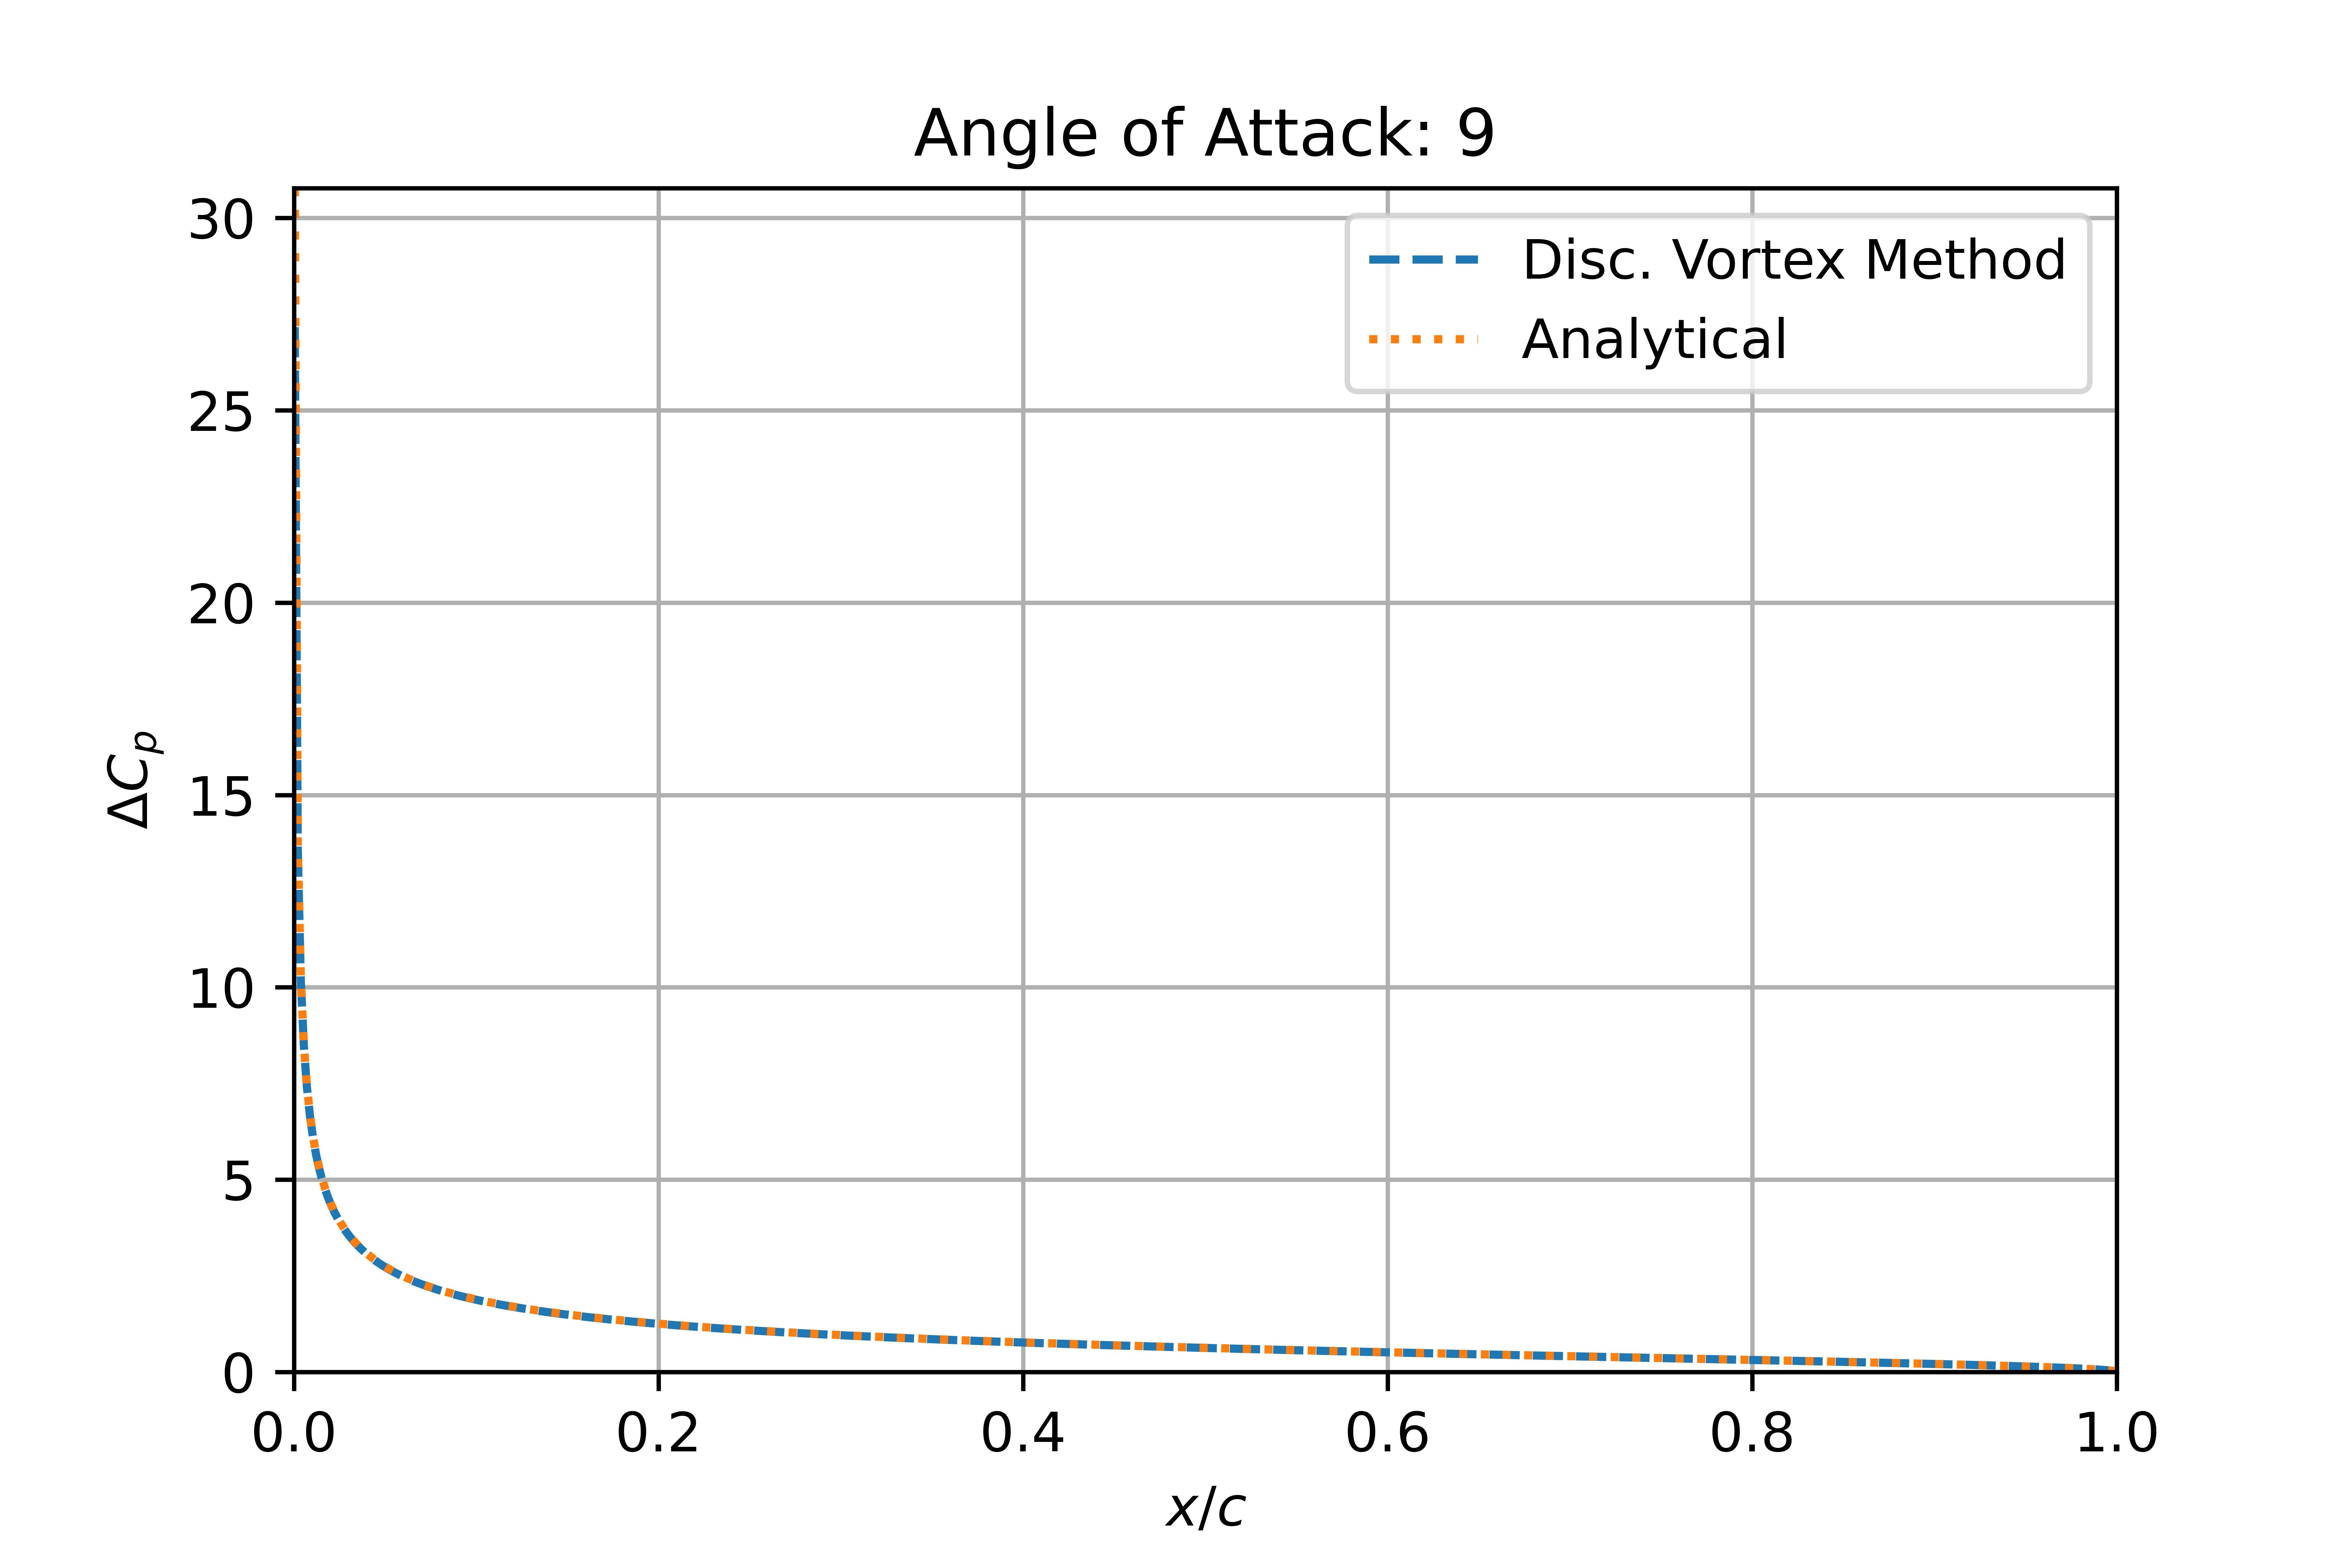 Angle of Attack: 9
30
25
20
15
10
5
0
ΔCp
Disc. Vortex Method
Analytical
0.0 0.2 0.4 0.6 0.8 1.0
x/c